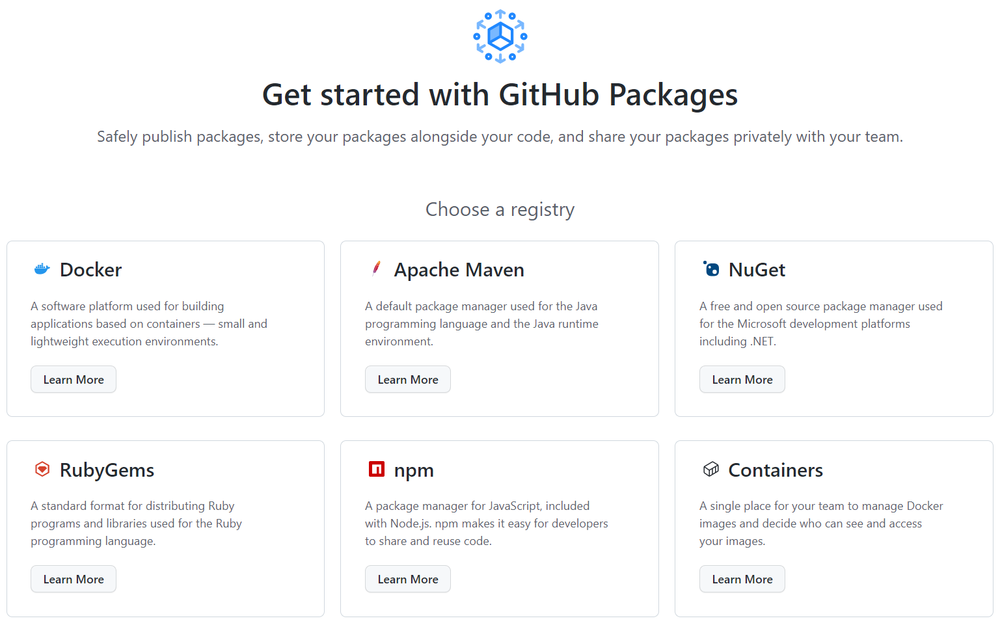 Get started with GitHub Packages
Safely publish packages, store your packages alongside your code, and share your packages privately with your team.
Choose a registry
Docker
A software platform used for building
applications based on containers — small and
lightweight execution environments.
Learn More
Apache Maven
A default package manager used for the Java
programming language and the Java runtime
environment.
Learn More
NuGet
A free and open source package manager used
for the Microsoft development platforms
including .NET.
Learn More
RubyGems
A standard format for distributing Ruby
programs and libraries used for the Ruby
programming language.
Learn More
npm
A package manager for JavaScript, included
with Node.js. npm makes it easy for developers
to share and reuse code.
Learn More
Containers
A single place for your team to manage Docker
images and decide who can see and access
your images.
Learn More